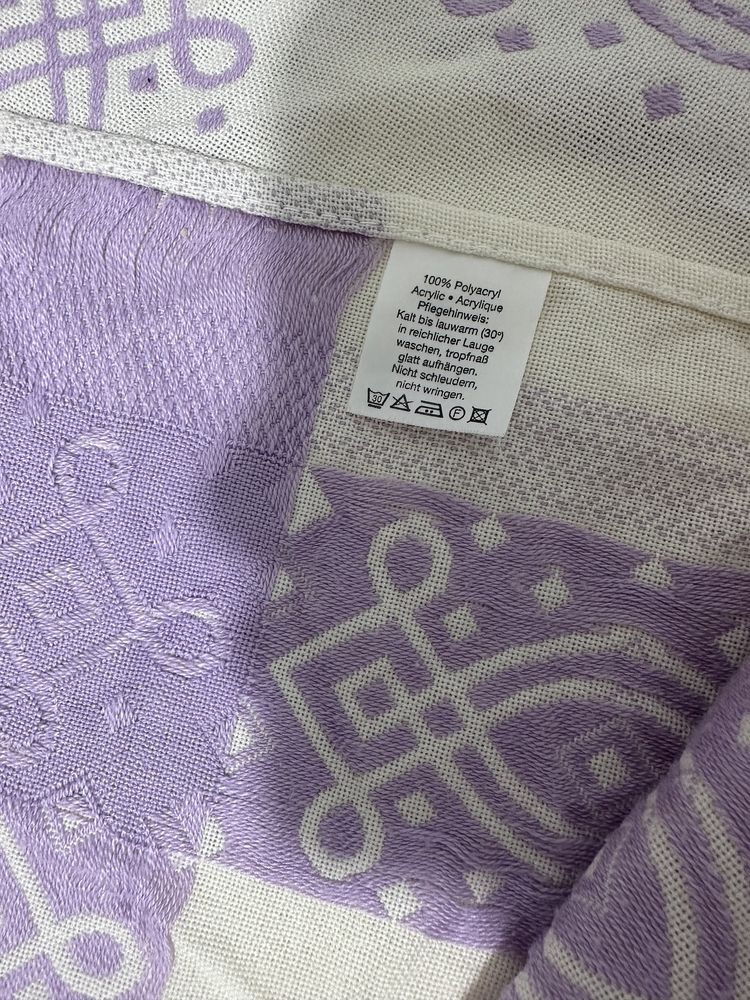 100% Polyacryl
Acrylic • Acrylique
Pflegehinweis:
Kalt bis lauwarm (30°)
in reichlicher Lauge
waschen, tropfnaß
glatt aufhängen.
Nicht schleudern,
nicht wringen.
30 F